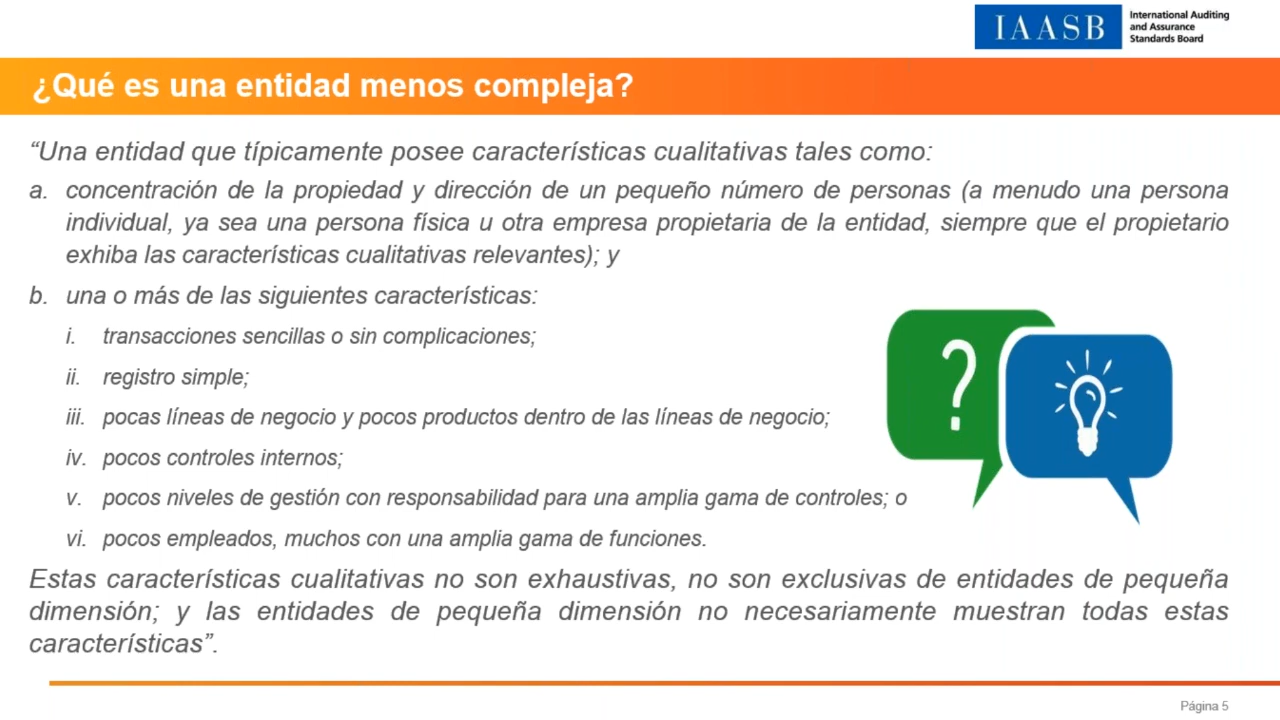 IAASB
International Auditing
and Assurance
Standards Board
¿Qué es una entidad menos compleja?
“Una entidad que típicamente posee características cualitativas tales como:
a. concentración de la propiedad y dirección de un pequeño número de personas (a menudo una persona
individual, ya sea una persona física u otra empresa propietaria de la entidad, siempre que el propietario
exhiba las características cualitativas relevantes); y
b. una o más de las siguientes características:
i. transacciones sencillas o sin complicaciones;
ii. registro simple;
iii. pocas líneas de negocio y pocos productos dentro de las líneas de negocio;
iv. pocos controles internos;
v. pocos niveles de gestión con responsabilidad para una amplia gama de controles; o
vi. pocos empleados, muchos con una amplia gama de funciones.
Estas características cualitativas no son exhaustivas, no son exclusivas de entidades de pequeña
dimensión; y las entidades de pequeña dimensión no necesariamente muestran todas estas
características”.
?
Página 5